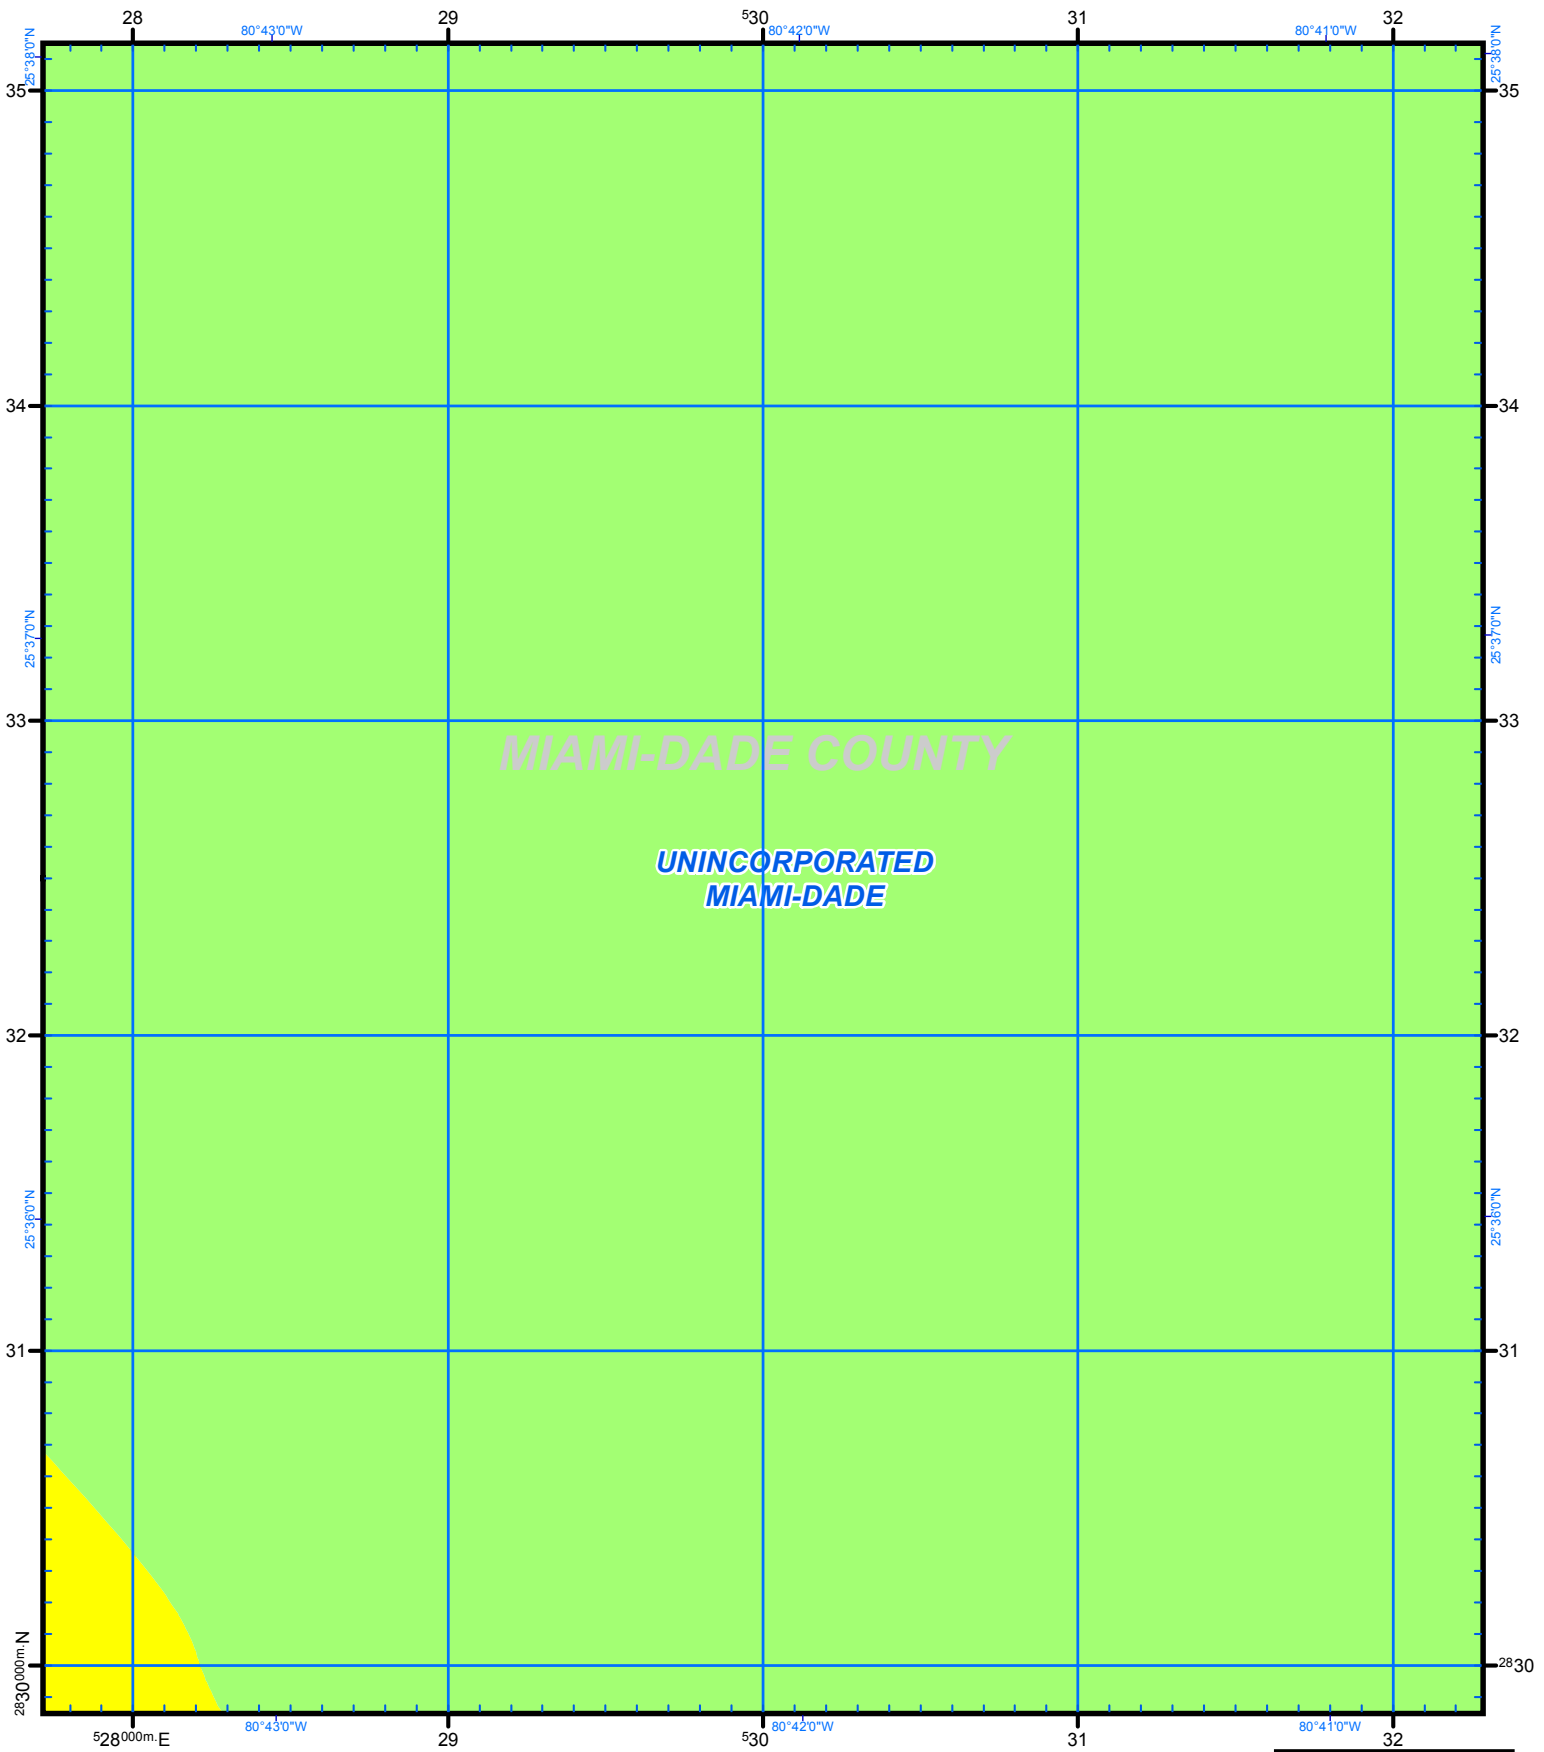 28 29 530 31 32
80°43'0"W 80°42'0"W 80°41'0"W
25°38'0"N 25°38'0"N
35 35
34 34
25°37'0"N 25°37'0"N
33 33
MIAMI-DADE COUNTY
UNINCORPORATED
MIAMI-DADE
32 32
25°36'0"N 25°36'0"N
31 31
2830000m.N 2830
80°43'0"W 80°42'0"W 80°41'0"W
528000m.E 29 530 31 32